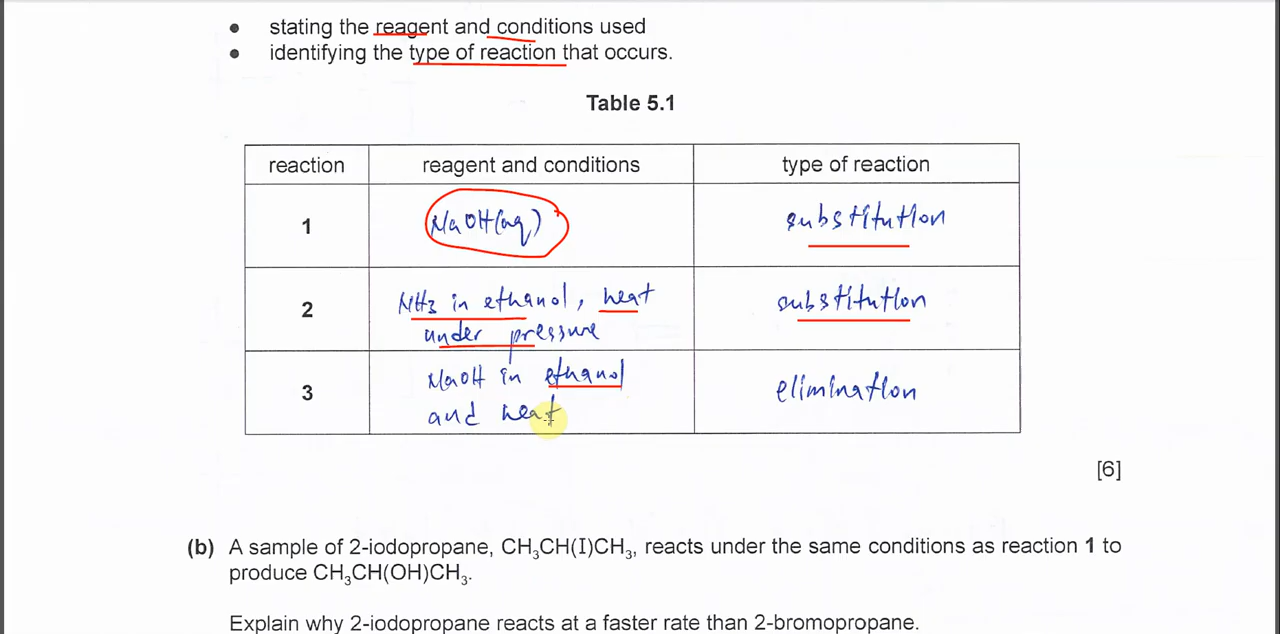 • stating the reagent and conditions used
• identifying the type of reaction that occurs.
Table 5.1
reaction reagent and conditions type of reaction
1 NaOH(aq) substitution
2 NH3 in ethanol, heat under pressure substitution
3 NaOH in ethanol and heat elimination
[6]
(b) A sample of 2-iodopropane, CH₃CH(I)CH₃, reacts under the same conditions as reaction 1 to
produce CH₃CH(OH)CH₃.
Explain why 2-iodopropane reacts at a faster rate than 2-bromopropane.